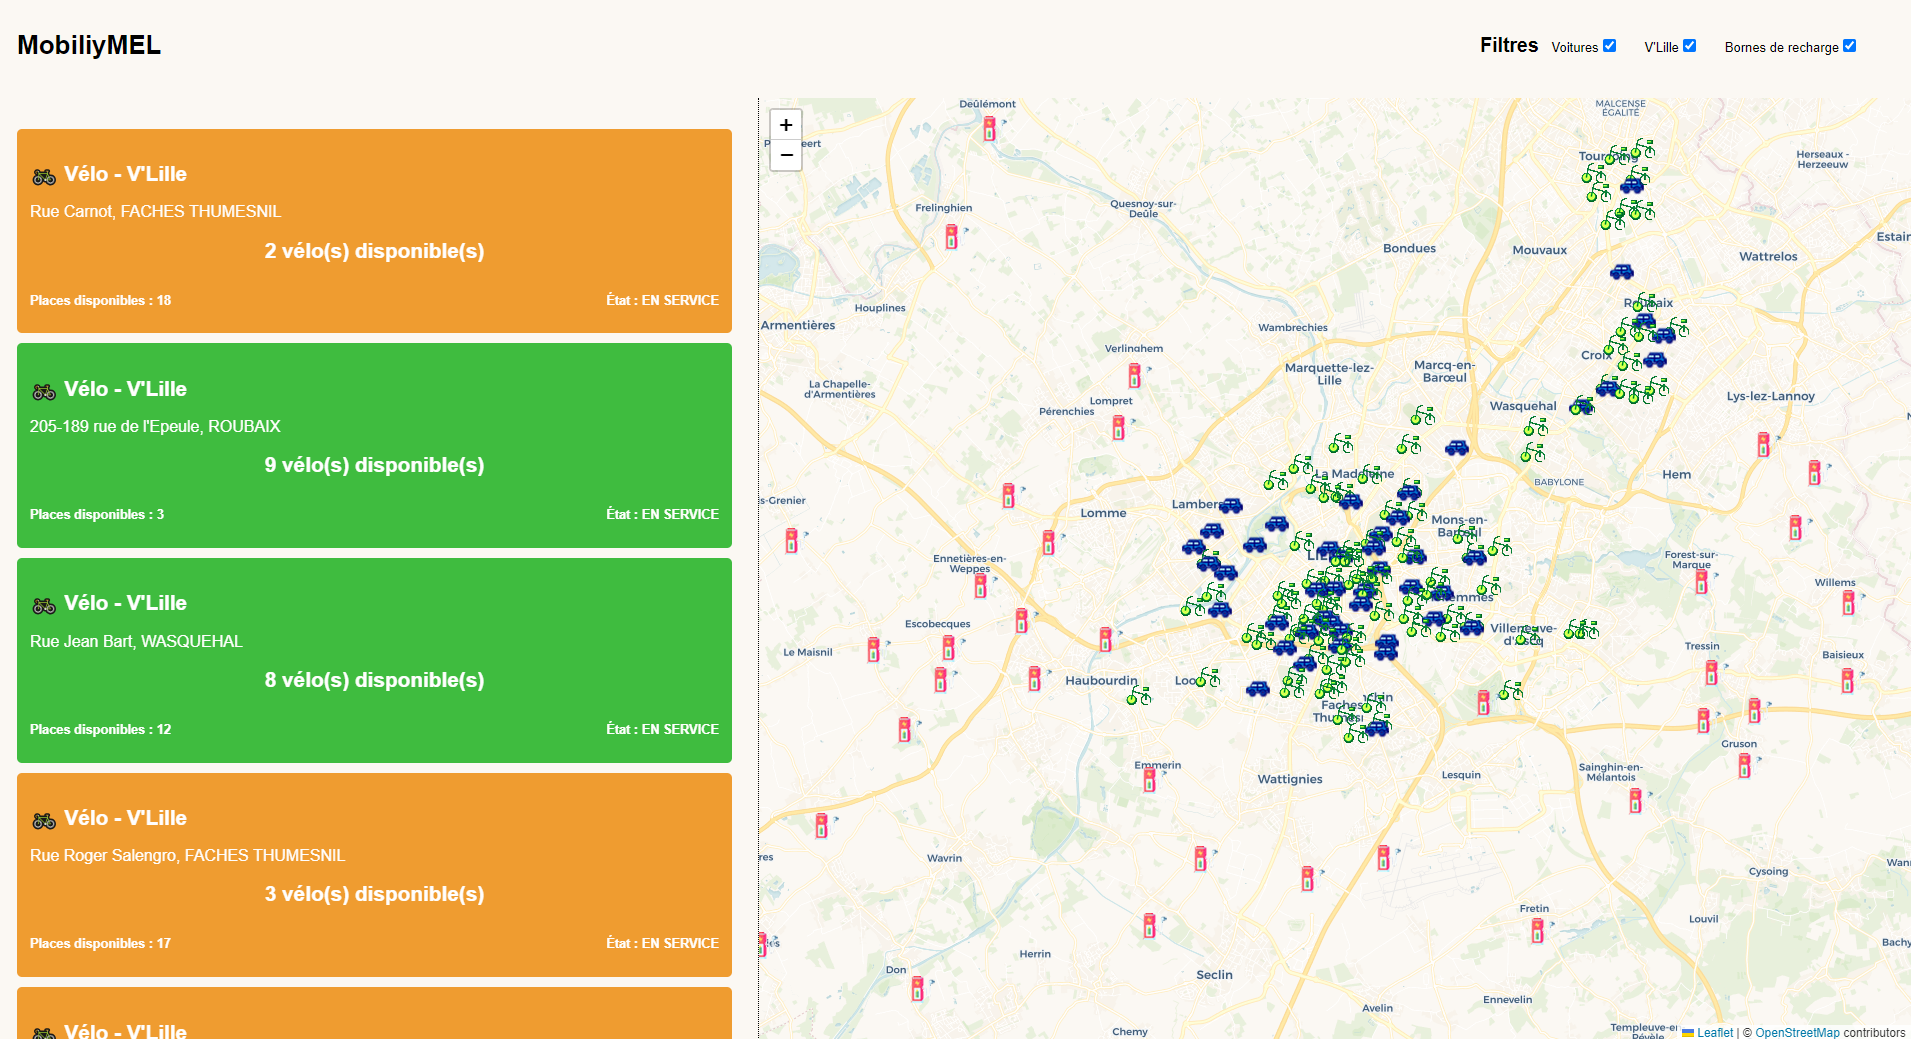 MobiliyMEL
Filtres
Voitures
V'Lille
Bornes de recharge
Vélo - V'Lille
Rue Carnot, FACHES THUMESNIL
2 vélo(s) disponible(s)
Places disponibles : 18
État : EN SERVICE
Vélo - V'Lille
205-189 rue de l'Epeule, ROUBAIX
9 vélo(s) disponible(s)
Places disponibles : 3
État : EN SERVICE
Vélo - V'Lille
Rue Jean Bart, WASQUEHAL
8 vélo(s) disponible(s)
Places disponibles : 12
État : EN SERVICE
Vélo - V'Lille
Rue Roger Salengro, FACHES THUMESNIL
3 vélo(s) disponible(s)
Places disponibles : 17
État : EN SERVICE
Vélo - V'Lille
+
−
Deûlémont
MALCENSE
ÉGALITÉ
Herseaux -
Herzeeuw
Frelinghien
Quesnoy-sur-
Deûle
Bondues
Mouvaux
Estain
Wattrelos
Houplines
Armentières
Wambrechies
Verlinghem
Croix
Marquette-lez-
Lille
Marcq-en-
Barœul
La Chapelle-
d'Armentières
Lompret
Pérenchies
Wasquehal
Lys-lez-Lannoy
La Madeleine
Hem
BABYLONE
s-Grenier
Lambers
Lomme
Mons-en-
Barœul
Ennetières-en-
Weppes
Forest-sur-
Marque
Willems
Escobecques
Villeneuve-
d'Ascq
Le Maisnil
Tressin
Baisieux
Haubourdin
Loos
Faches
Gruson
Emmerin
Wattignies
Lesquin
Sainghin-en-
Mélantois
Wavrin
Cysoing
Fretin
Louvil
Herrin
Bachy
Don
Seclin
Ennevelin
Avelin
Chemy
Templeuve-en
Pévèle
Leaflet | © OpenStreetMap contributors